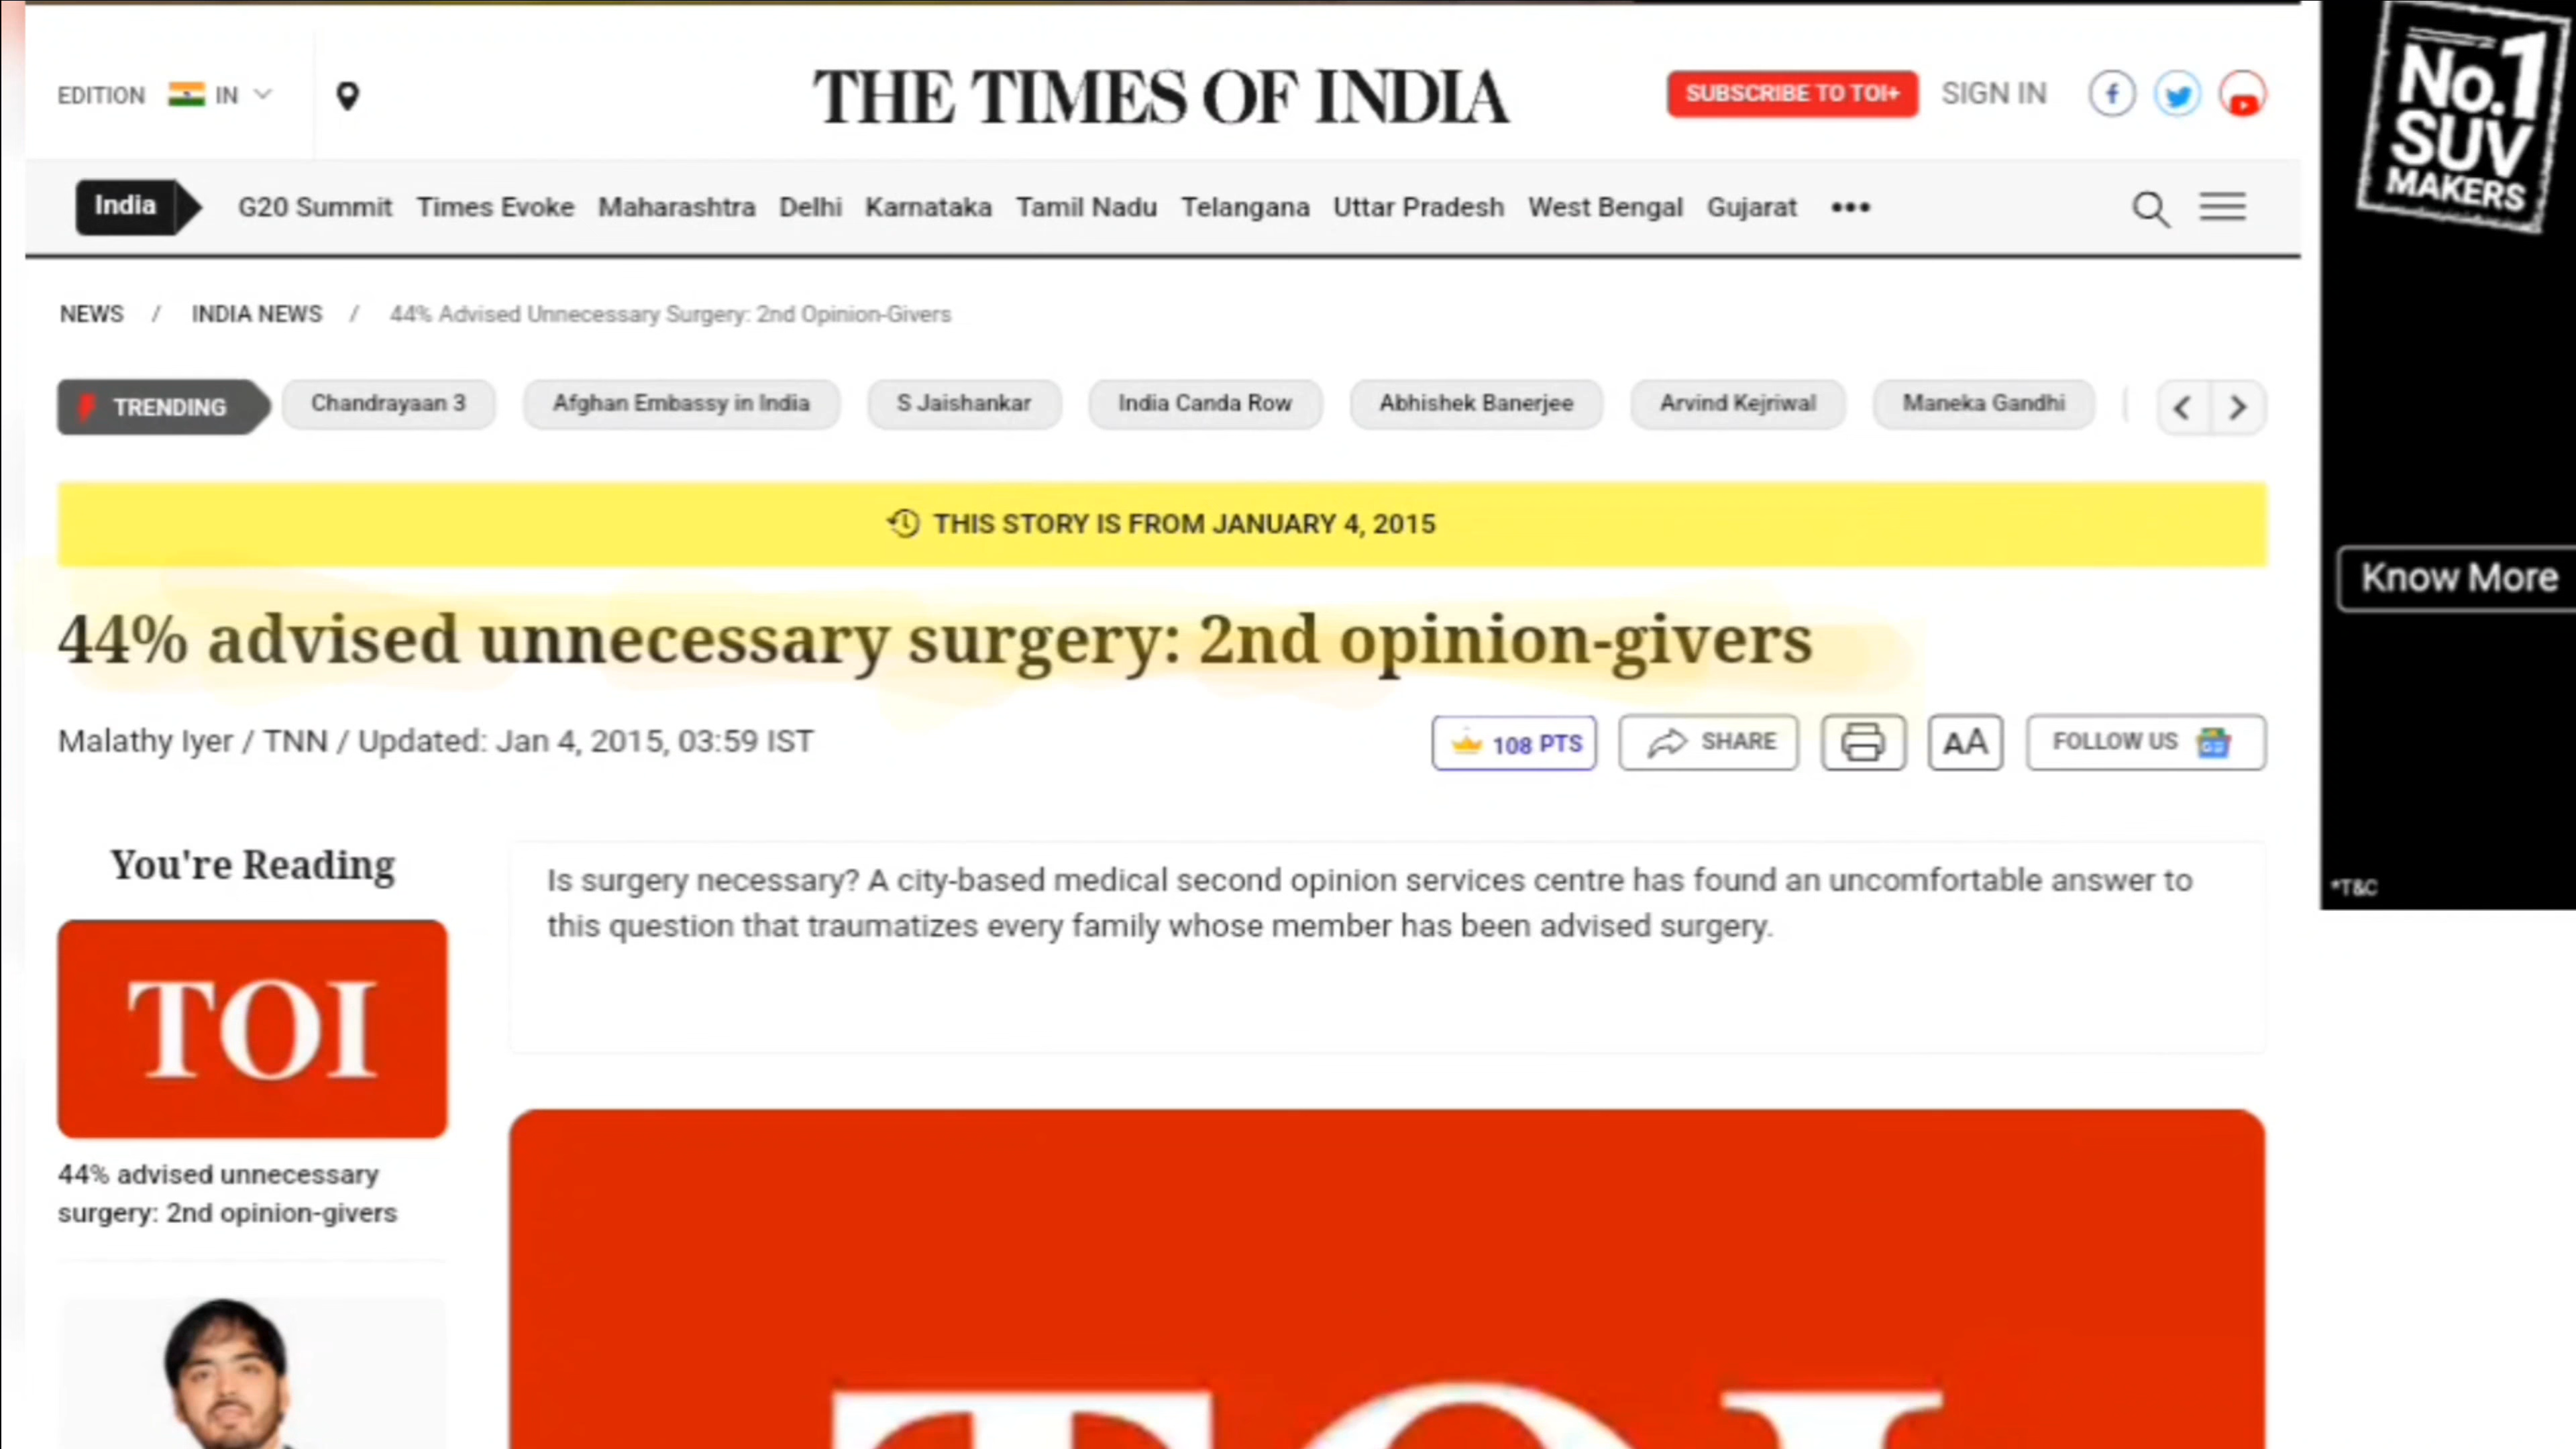 EDITION IN
THE TIMES OF INDIA
SUBSCRIBE TO TOI+ SIGN IN
No.1
SUV
MAKERS
India G20 Summit Times Evoke Maharashtra Delhi Karnataka Tamil Nadu Telangana Uttar Pradesh West Bengal Gujarat •••
NEWS / INDIA NEWS / 44% Advised Unnecessary Surgery: 2nd Opinion-Givers
TRENDING Chandrayaan 3 Afghan Embassy in India S Jaishankar India Canda Row Abhishek Banerjee Arvind Kejriwal Maneka Gandhi
THIS STORY IS FROM JANUARY 4, 2015
Know More
44% advised unnecessary surgery: 2nd opinion-givers
Malathy Iyer / TNN / Updated: Jan 4, 2015, 03:59 IST
108 PTS SHARE AA FOLLOW US
You're Reading
Is surgery necessary? A city-based medical second opinion services centre has found an uncomfortable answer to
this question that traumatizes every family whose member has been advised surgery.
*T&C
TOI
44% advised unnecessary
surgery: 2nd opinion-givers
TOI